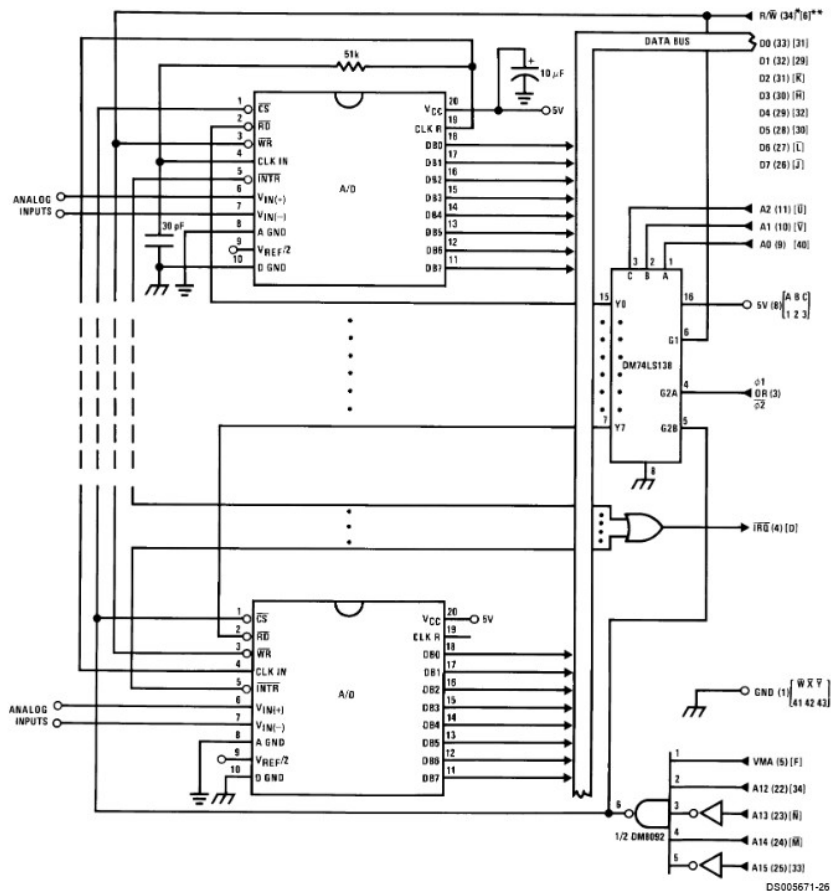 R/W̅ (34)*[6]**
DATA BUS
D0 (33) [31]
D1 (32) [29]
D2 (31) [K̅]
D3 (30) [H̅]
D4 (29) [32]
D5 (28) [30]
D6 (27) [L̅]
D7 (26) [J̅]
51k
+
10 μF
5V
1 C̅S̅
2 R̅D̅
3 W̅R̅
4 CLK IN
5 I̅N̅T̅R̅
6 VIN(+)
7 VIN(−)
8 A GND
9 VREF/2
10 D GND
A/D
VCC 20
CLK R 19
DB0 18
DB1 17
DB2 16
DB3 15
DB4 14
DB5 13
DB6 12
DB7 11
ANALOG
INPUTS
30 pF
A2 (11) [U̅]
A1 (10) [V̅]
A0 (9) [40]
3 2 1
C B A
15 Y0
16
5V (8) [A B C
1 2 3]
6
G1
DM74LS138
4
G2A
ϕ1
OR (3)
ϕ̅2̅
7 Y7
5
G2B
8
I̅R̅Q̅ (4) [D]
1 C̅S̅
2 R̅D̅
3 W̅R̅
4 CLK IN
5 I̅N̅T̅R̅
6 VIN(+)
7 VIN(−)
8 A GND
9 VREF/2
10 D GND
A/D
VCC 20
5V
CLK R 19
DB0 18
DB1 17
DB2 16
DB3 15
DB4 14
DB5 13
DB6 12
DB7 11
ANALOG
INPUTS
GND (1) [W̅ X̅ Y̅
41 42 43]
1 VMA (5) [F]
2 A12 (22) [34]
6
3 A13 (23) [N̅]
1/2 DM8092
4 A14 (24) [M̅]
5 A15 (25) [33]
DS005671-26